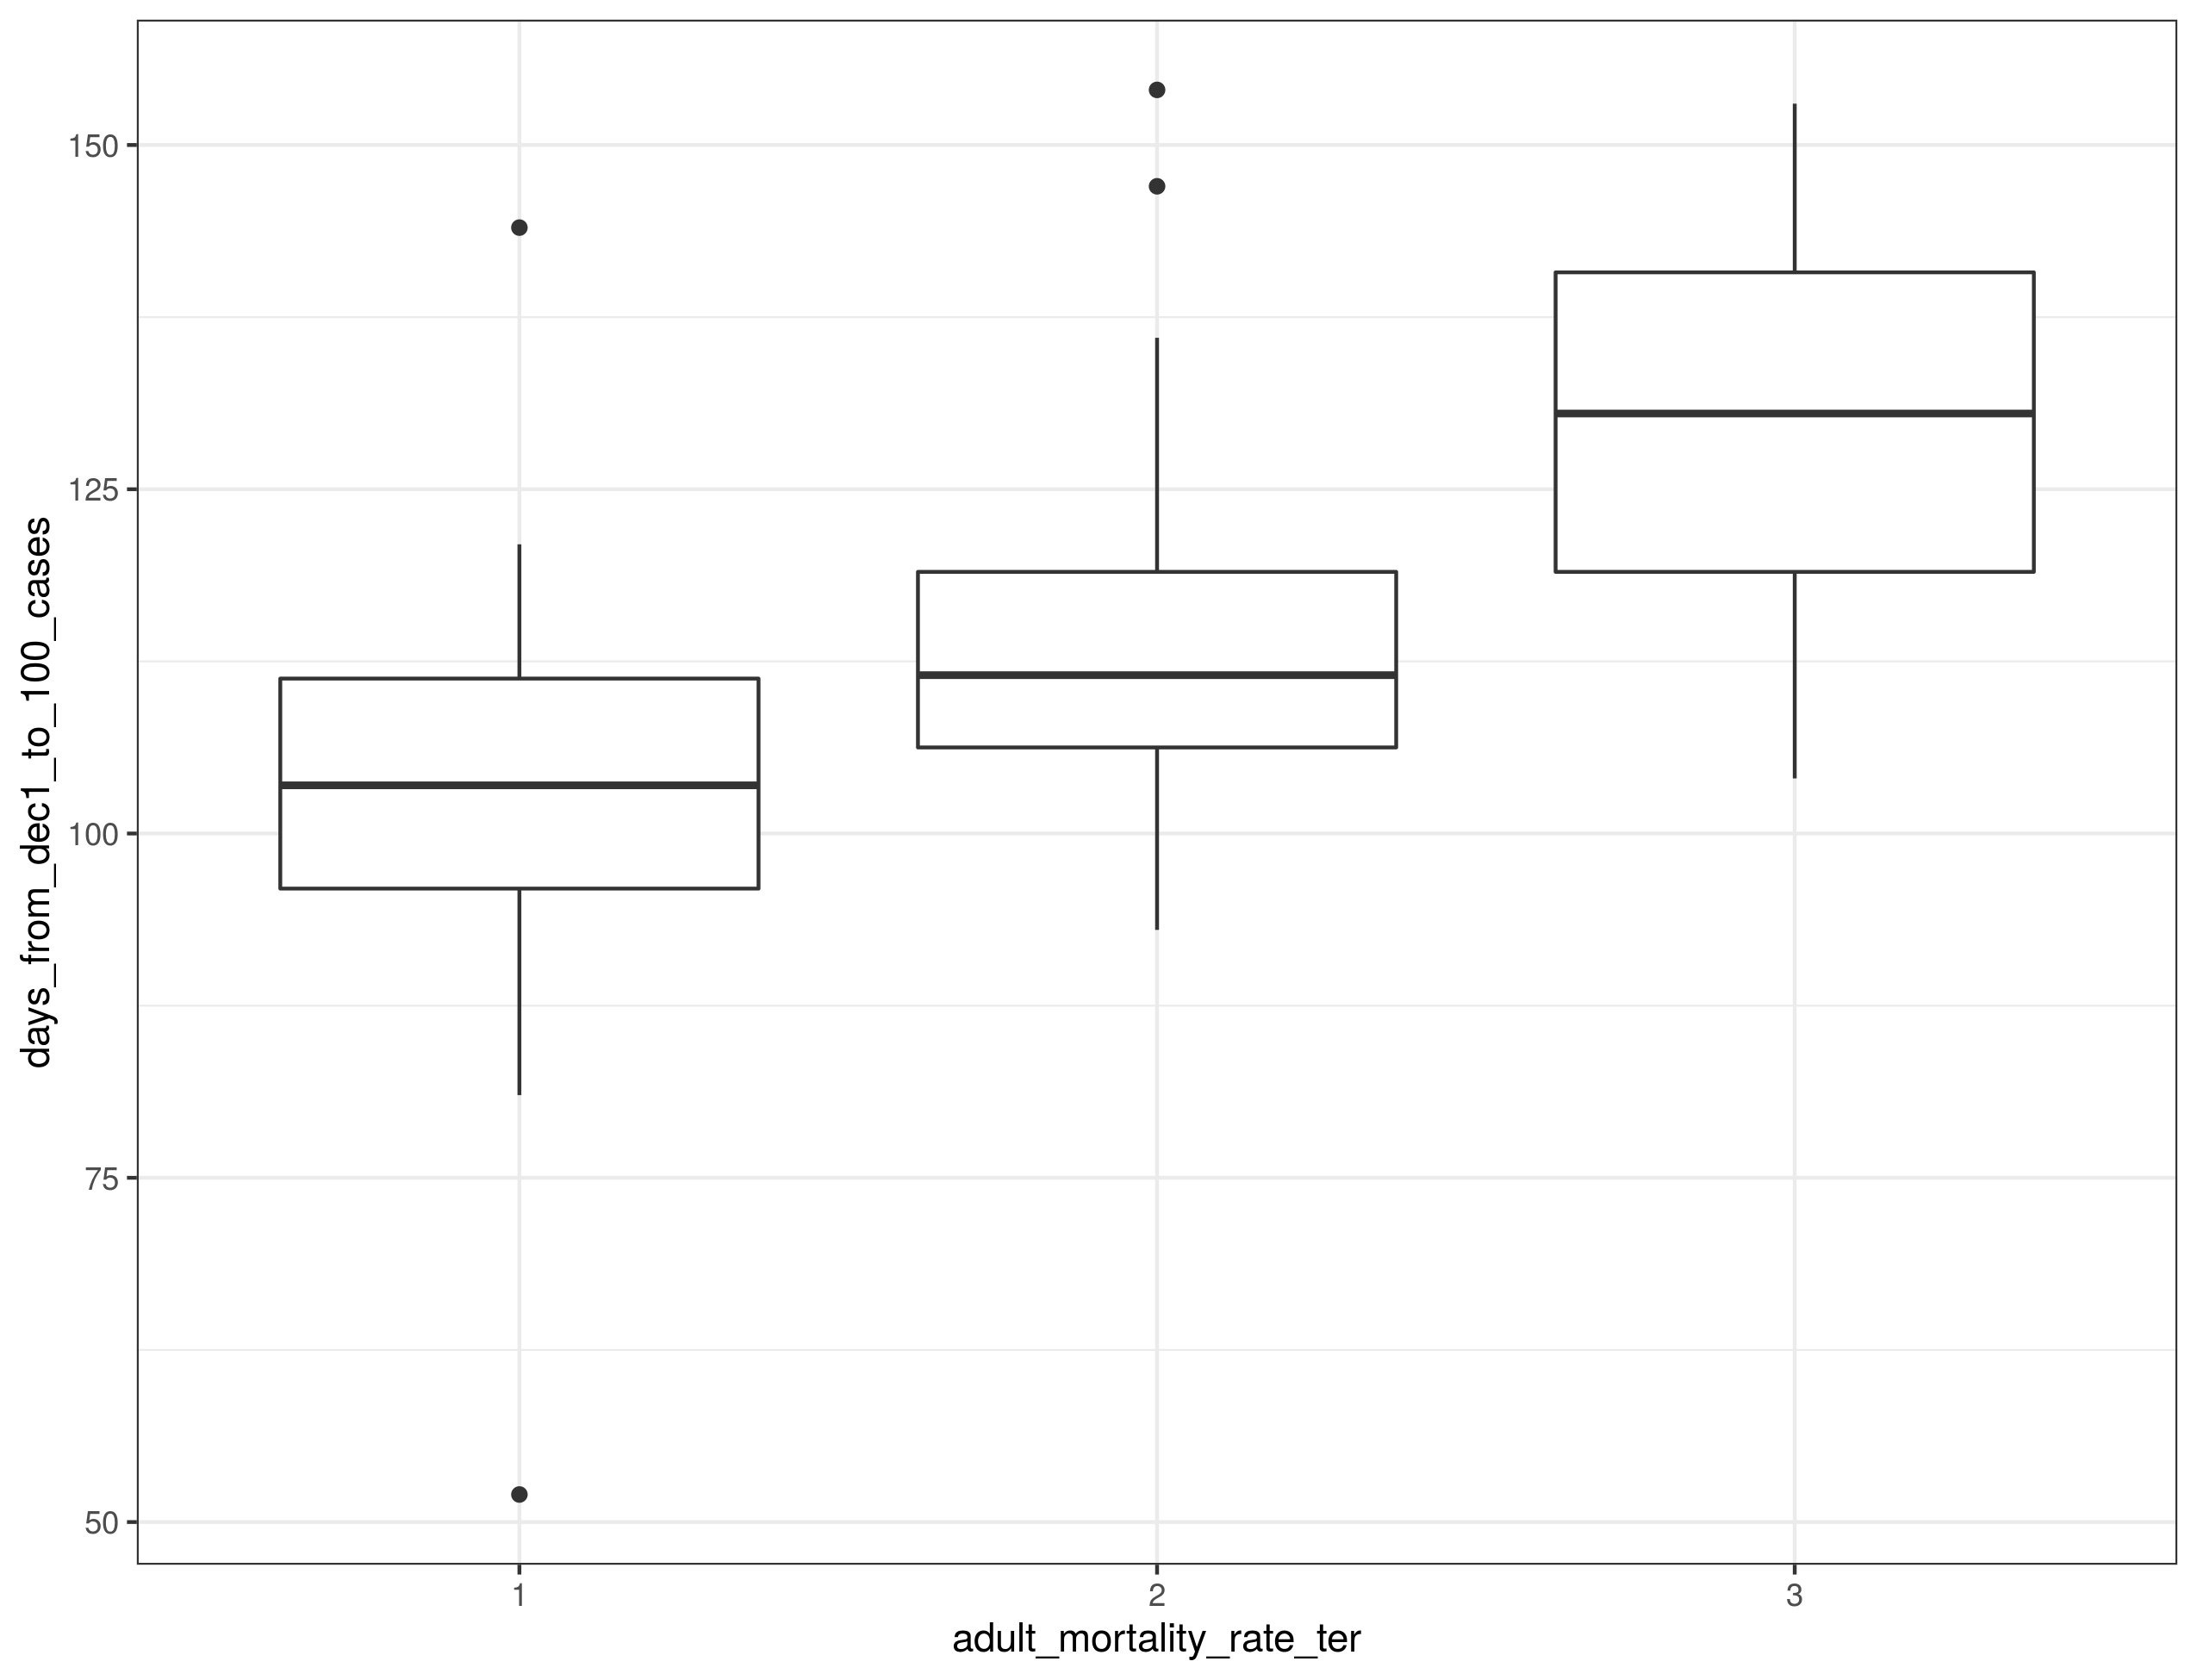 days_from_dec1_to_100_cases
150
125
100
75
50
1 2 3
adult_mortality_rate_ter